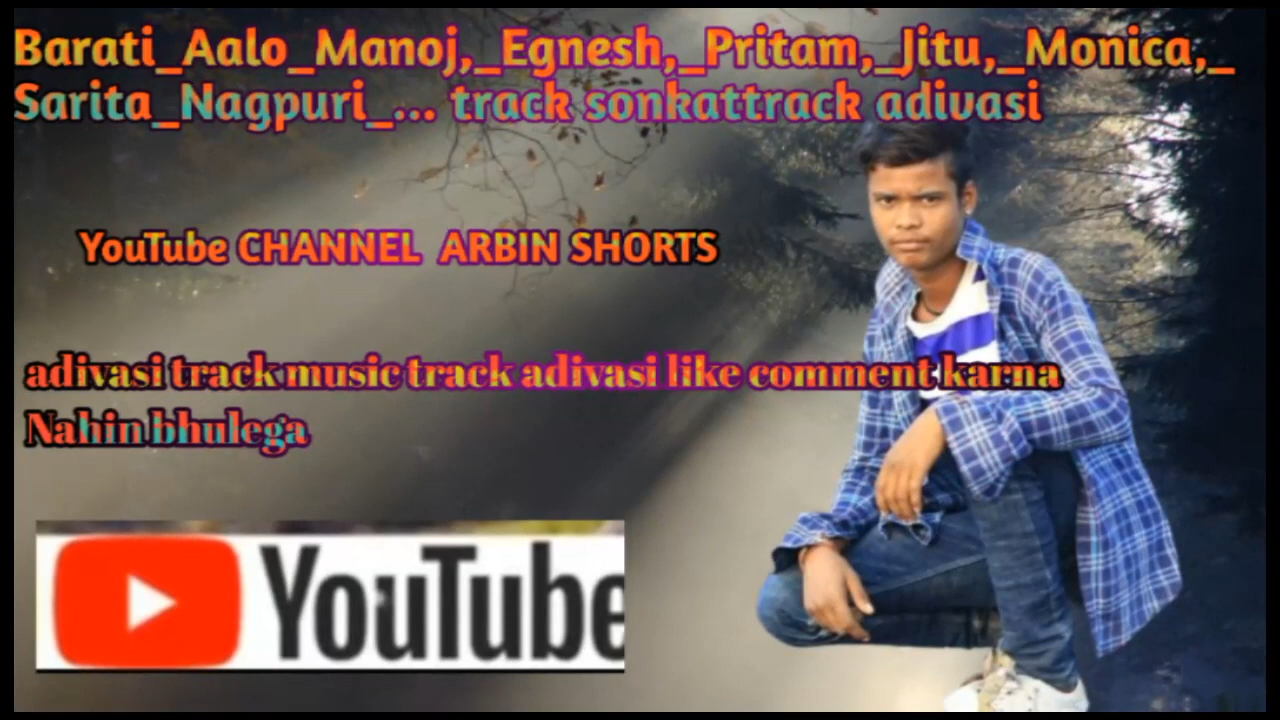 Barati_Aalo_Manoj,_Egnesh,_Pritam,_Jitu,_Monica,_
Sarita_Nagpuri_... track sonkattrack adivasi
YouTube CHANNEL ARBIN SHORTS
adivasi track music track adivasi like comment karna
Nahin bhulega
YouTube